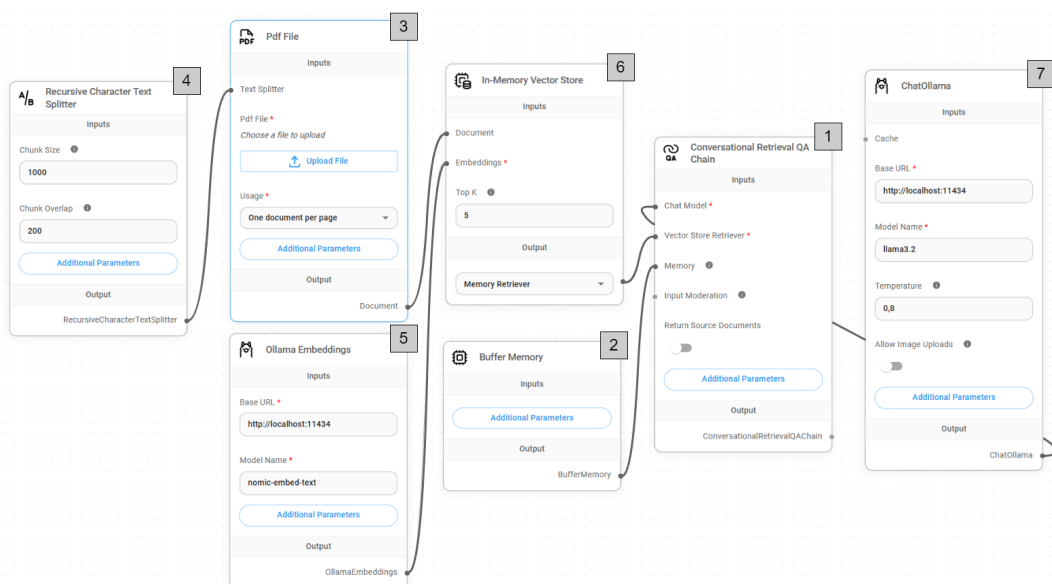 4
A/B
Recursive Character Text
Splitter
Inputs
Chunk Size
1000
Chunk Overlap
200
Additional Parameters
Output
RecursiveCharacterTextSplitter
3
PDF
Pdf File
Inputs
Text Splitter
Pdf File *
Choose a file to upload
Upload File
Usage *
One document per page
Additional Parameters
Output
Document
5
Ollama Embeddings
Inputs
Base URL *
http://localhost:11434
Model Name *
nomic-embed-text
Additional Parameters
Output
OllamaEmbeddings
6
In-Memory Vector Store
Inputs
Document
Embeddings *
Top K
5
Output
Memory Retriever
2
Buffer Memory
Inputs
Additional Parameters
Output
BufferMemory
1
QA
Conversational Retrieval QA
Chain
Inputs
Chat Model *
Vector Store Retriever *
Memory
Input Moderation
Return Source Documents
Additional Parameters
Output
ConversationalRetrievalQAChain
7
ChatOllama
Inputs
Cache
Base URL *
http://localhost:11434
Model Name *
llama3.2
Temperature
0,8
Allow Image Uploads
Additional Parameters
Output
ChatOllama